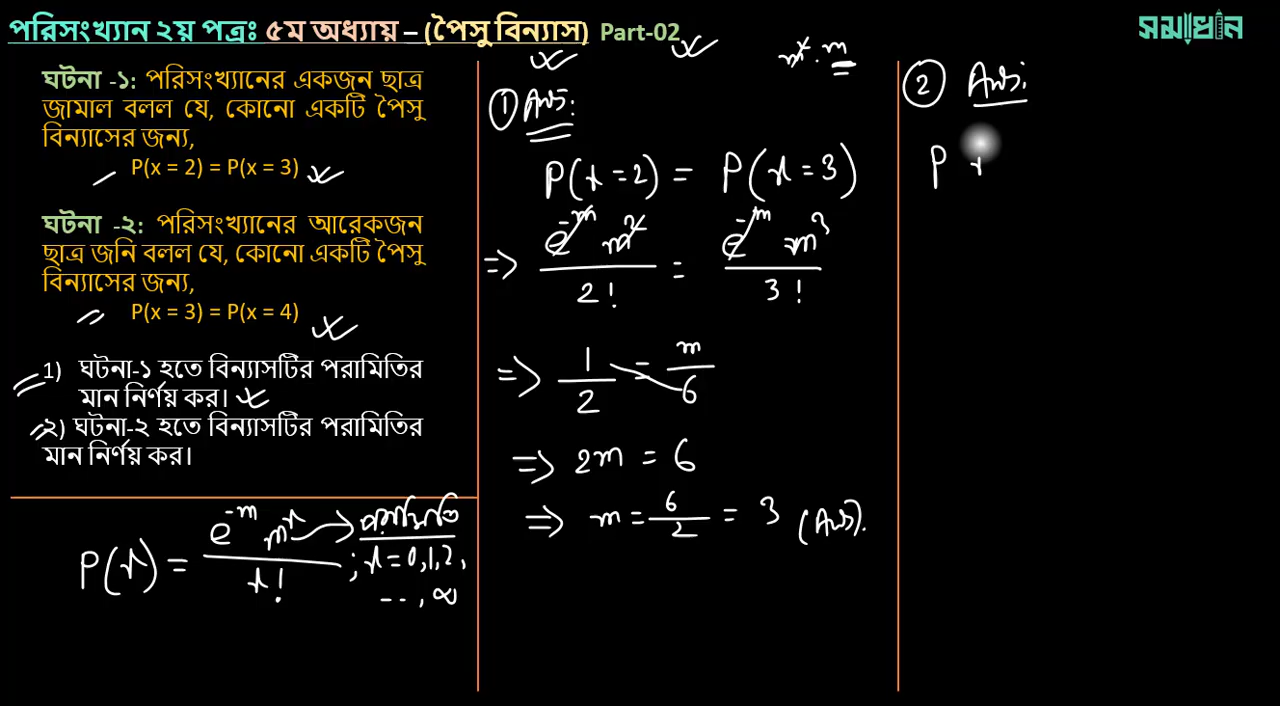 পরিসংখ্যান ২য় পত্রঃ ৫ম অধ্যায় – (পৈসু বিন্যাস) Part-02
সমাধান
ঘটনা -১: পরিসংখ্যানের একজন ছাত্র
জামাল বলল যে, কোনো একটি পৈসু
বিন্যাসের জন্য,
P(x = 2) = P(x = 3)
ঘটনা -২: পরিসংখ্যানের আরেকজন
ছাত্র জনি বলল যে, কোনো একটি পৈসু
বিন্যাসের জন্য,
P(x = 3) = P(x = 4)
1) ঘটনা-১ হতে বিন্যাসটির পরামিতির
মান নির্ণয় কর।
২) ঘটনা-২ হতে বিন্যাসটির পরামিতির
মান নির্ণয় কর।
P(x) = e^-m m^x / x! → পরামিতি ; x = 0,1,2, --, ∞
m². m
① Ans:
P(x = 2) = P(x = 3)
⇒ e^-m m² / 2! = e^-m m³ / 3!
⇒ 1/2 = m/6
⇒ 2m = 6
⇒ m = 6/2 = 3 (Ans).
② Ans:
P